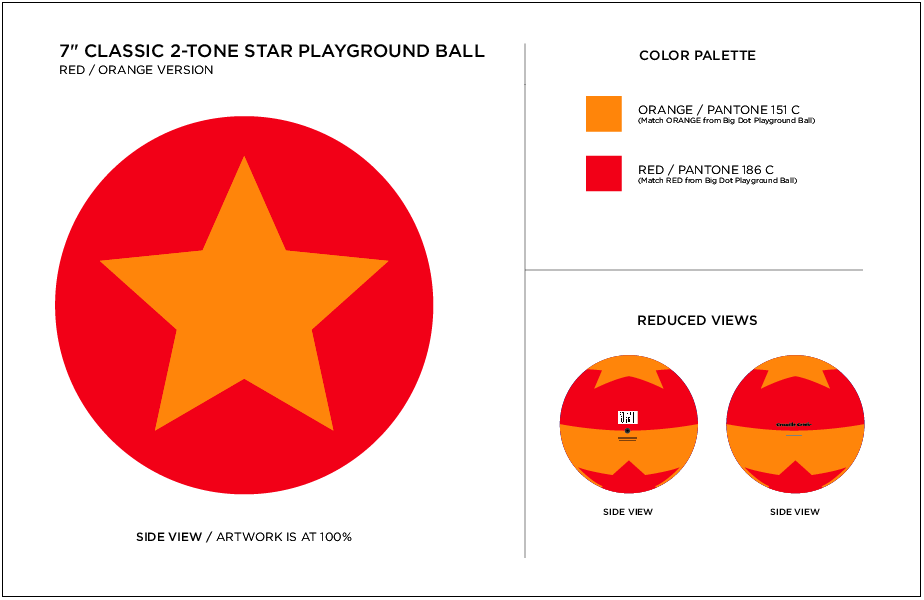 7" CLASSIC 2-TONE STAR PLAYGROUND BALL
RED / ORANGE VERSION
SIDE VIEW / ARTWORK IS AT 100%
COLOR PALETTE
ORANGE / PANTONE 151 C
(Match ORANGE from Big Dot Playground Ball)
RED / PANTONE 186 C
(Match RED from Big Dot Playground Ball)
REDUCED VIEWS
SIDE VIEW
SIDE VIEW